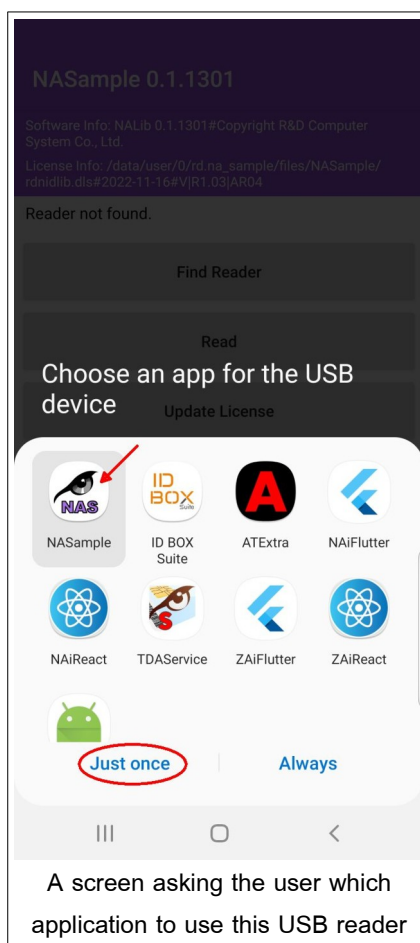 NASample 0.1.1301
Software Info: NALib 0.1.1301#Copyright R&D Computer
System Co., Ltd.
License Info: /data/user/0/rd.na_sample/files/NASample/
rdnidlib.dls#2022-11-16#V|R1.03|AR04
Reader not found.
Find Reader
Read
Update License
Choose an app for the USB
device
NAS
ID
BOX
Suite
A
S
NASample
ID BOX
Suite
ATExtra
NAiFlutter
NAiReact
TDAService
ZAiFlutter
ZAiReact
Just once
Always
A screen asking the user which
application to use this USB reader